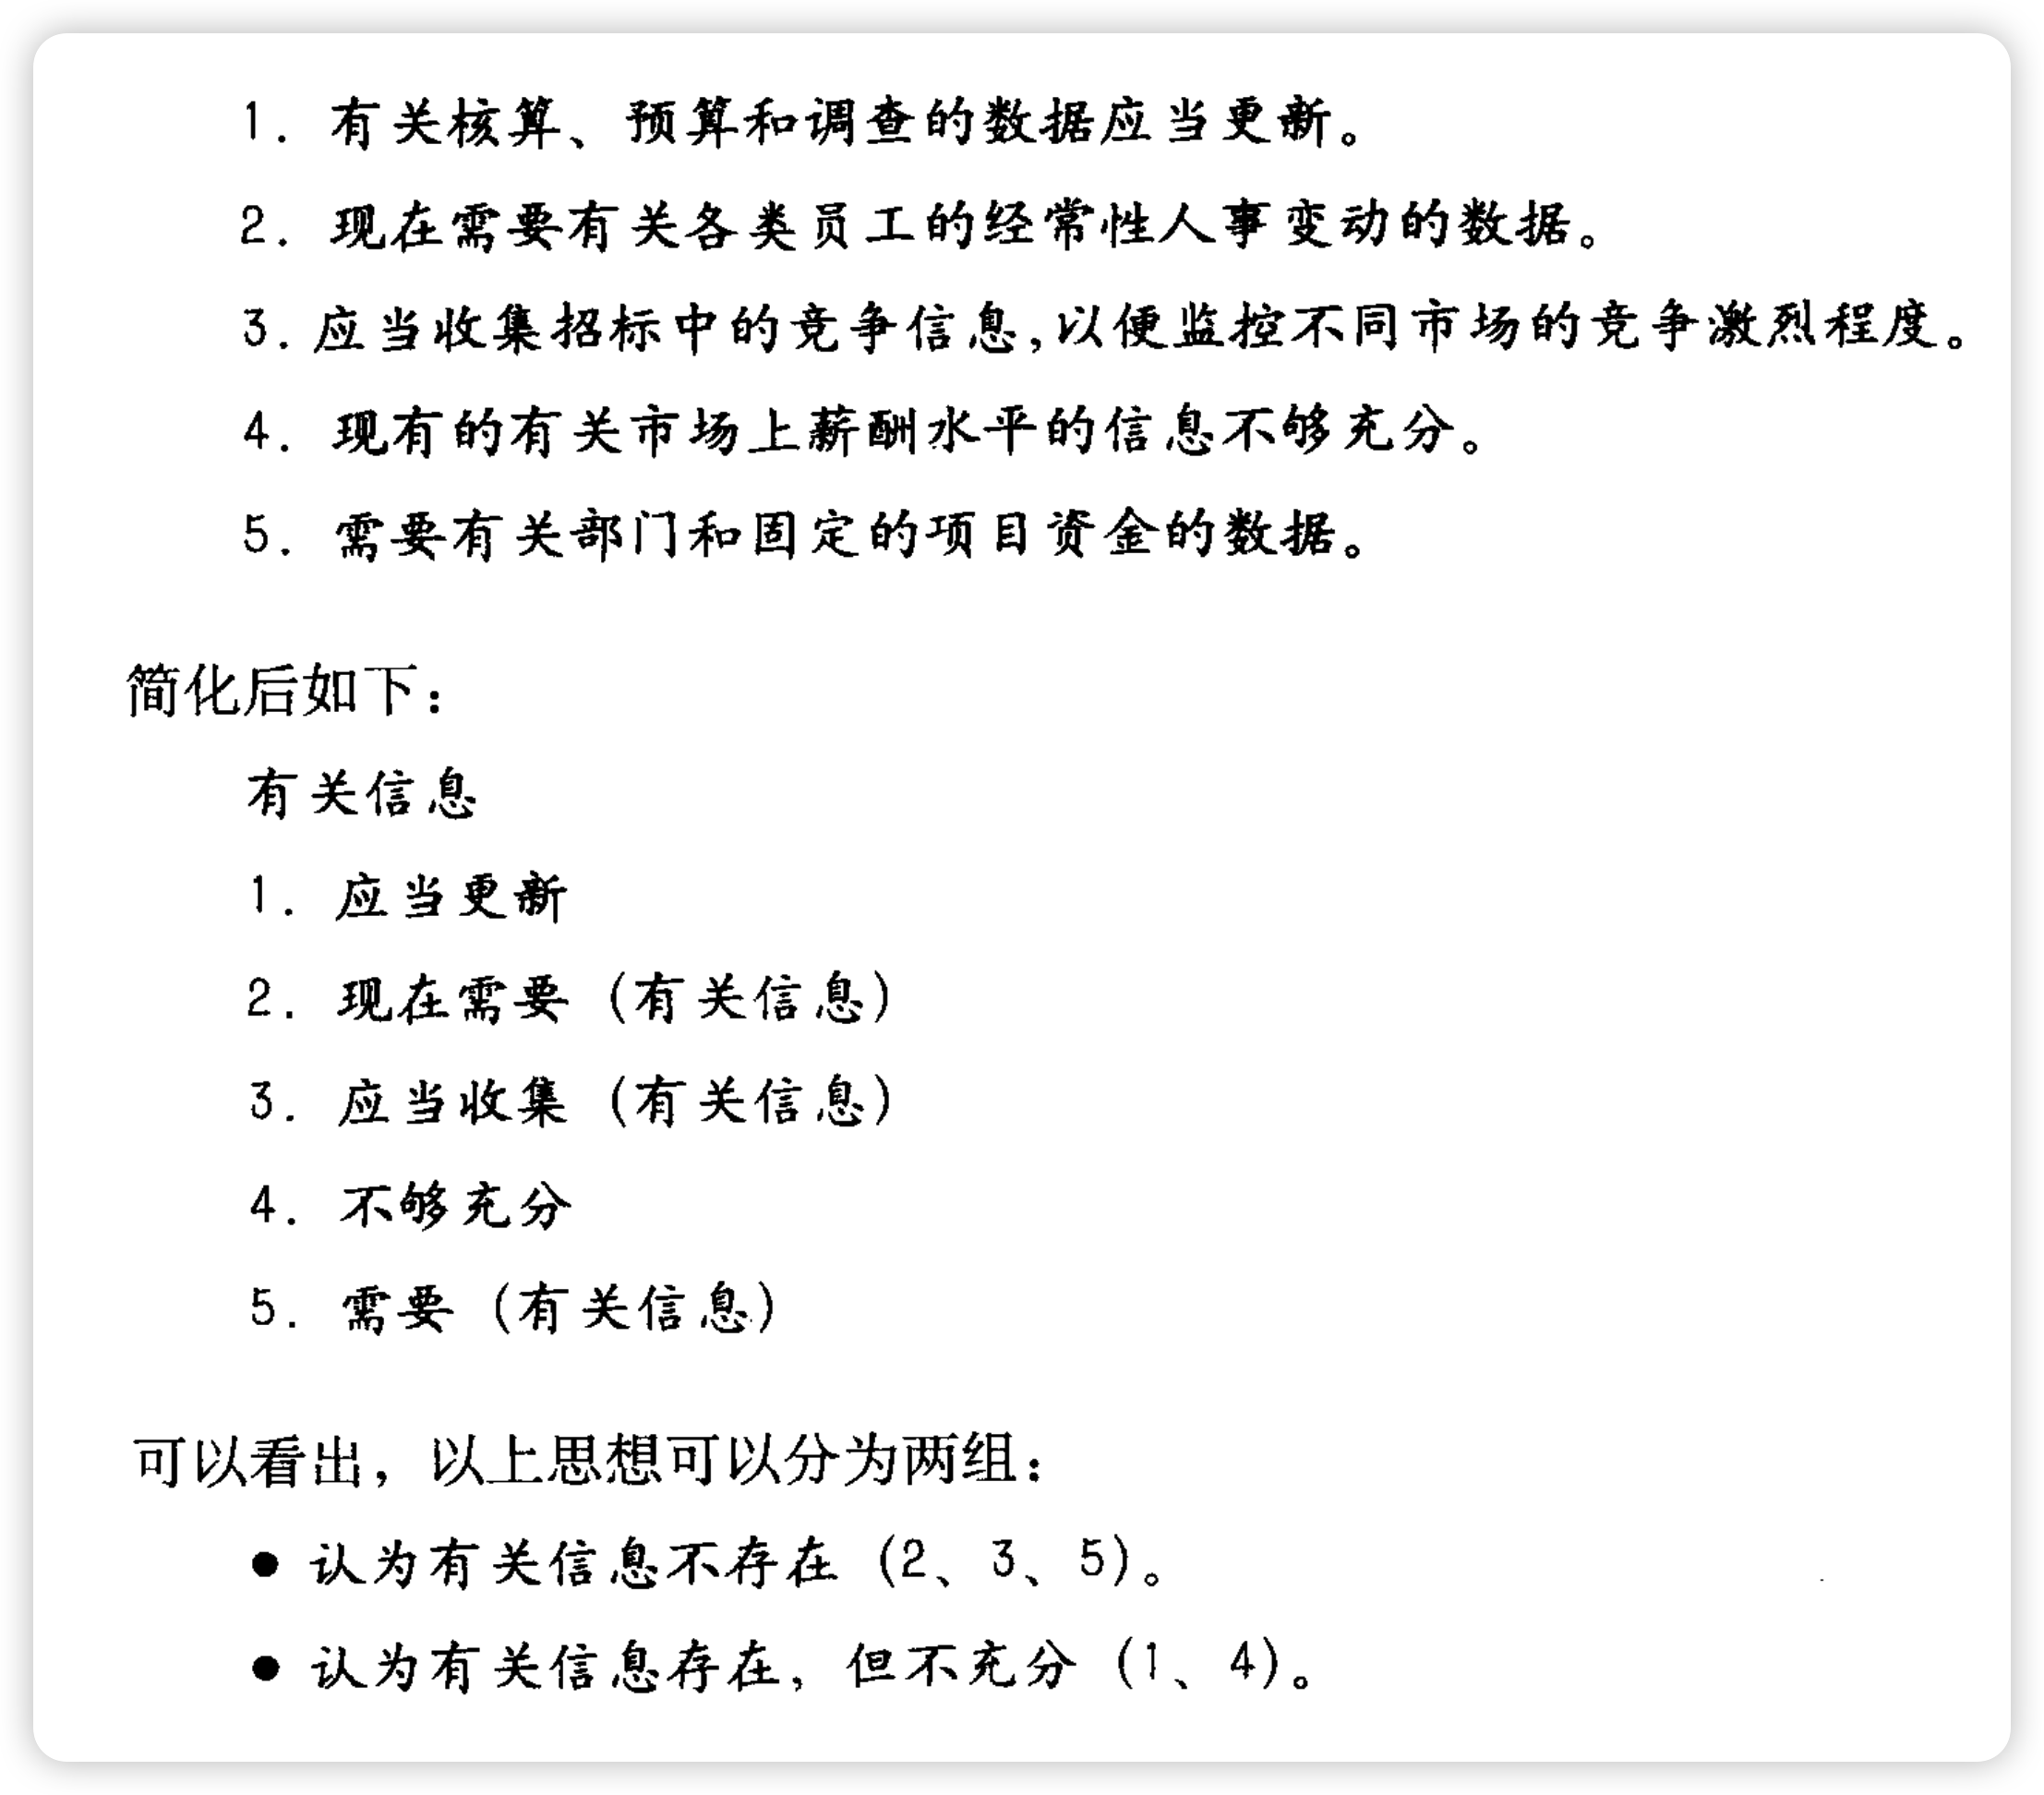 1. 有关核算、预算和调查的数据应当更新。
2. 现在需要有关各类员工的经常性人事变动的数据。
3. 应当收集招标中的竞争信息,以便监控不同市场的竞争激烈程度。
4. 现有的有关市场上薪酬水平的信息不够充分。
5. 需要有关部门和固定的项目资金的数据。
简化后如下：
有关信息
1. 应当更新
2. 现在需要（有关信息）
3. 应当收集（有关信息）
4. 不够充分
5. 需要（有关信息）
可以看出，以上思想可以分为两组：
● 认为有关信息不存在（2、3、5）。
● 认为有关信息存在，但不充分（1、4）。